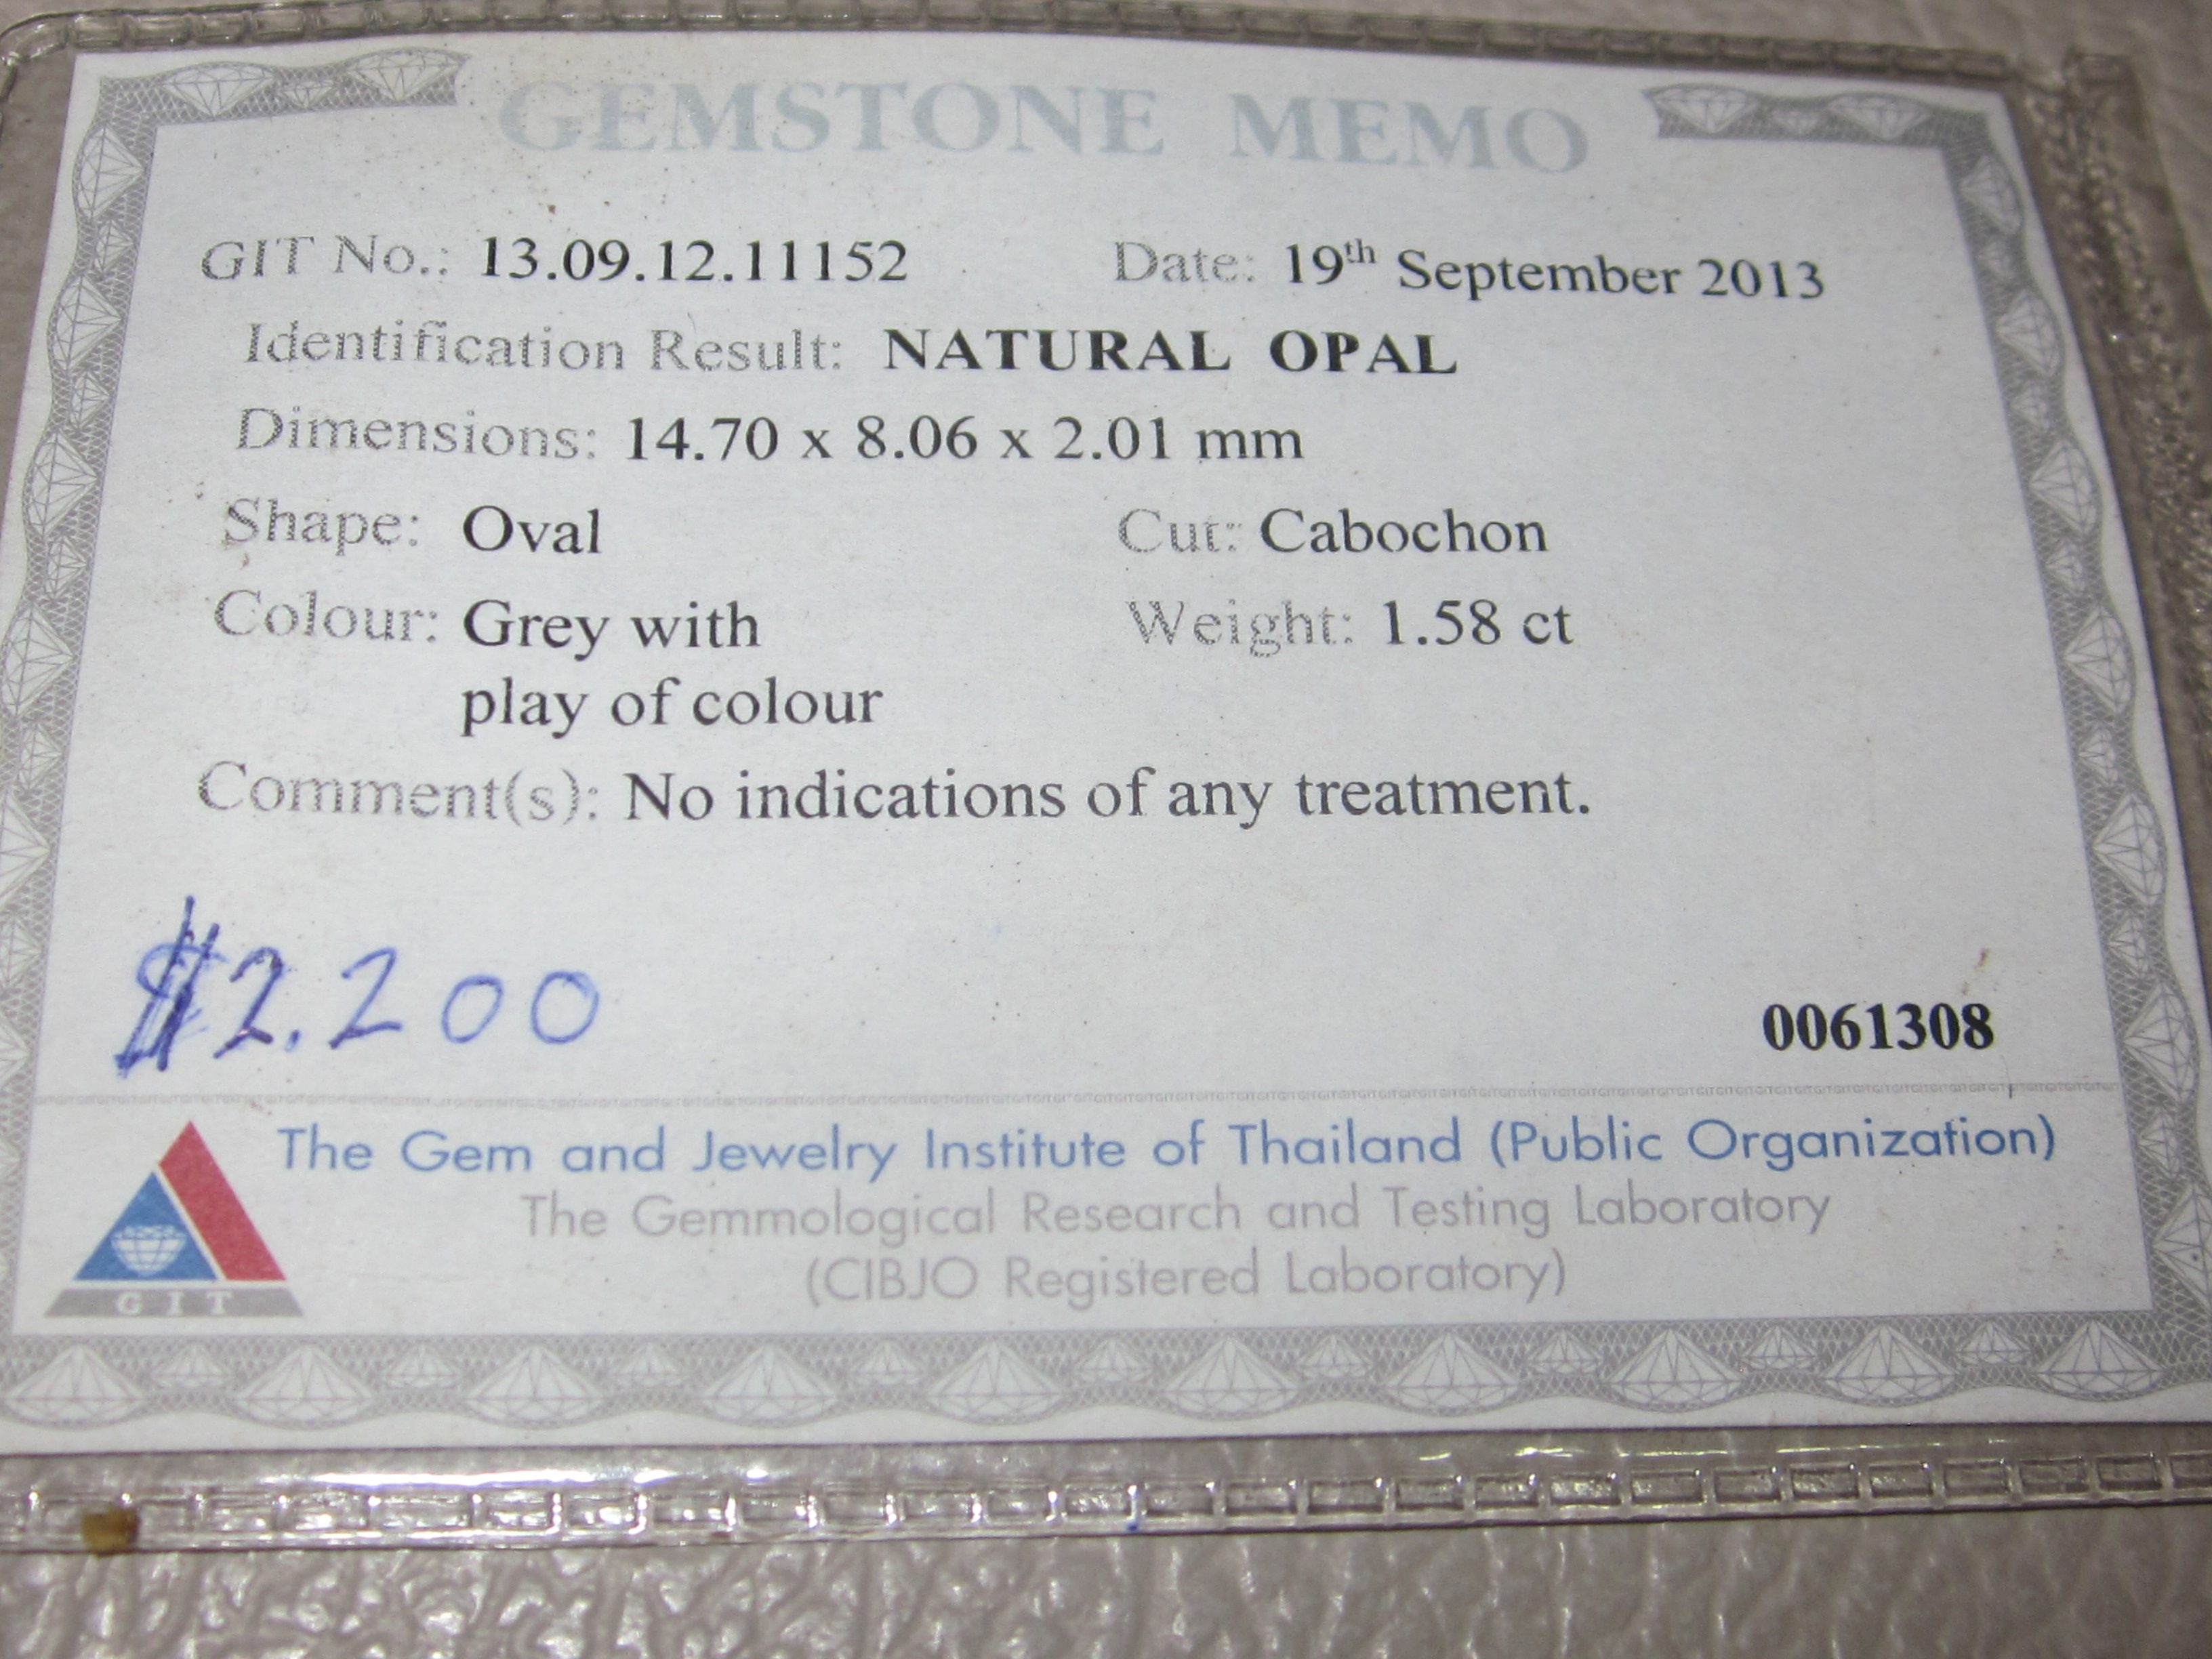 GEMSTONE MEMO
GIT No.: 13.09.12.11152 Date: 19th September 2013
Identification Result: NATURAL OPAL
Dimensions: 14.70 x 8.06 x 2.01 mm
Shape: Oval Cut: Cabochon
Colour: Grey with Weight: 1.58 ct
play of colour
Comment(s): No indications of any treatment.
$2.200
0061308
The Gem and Jewelry Institute of Thailand (Public Organization)
The Gemmological Research and Testing Laboratory
(CIBJO Registered Laboratory)
GIT